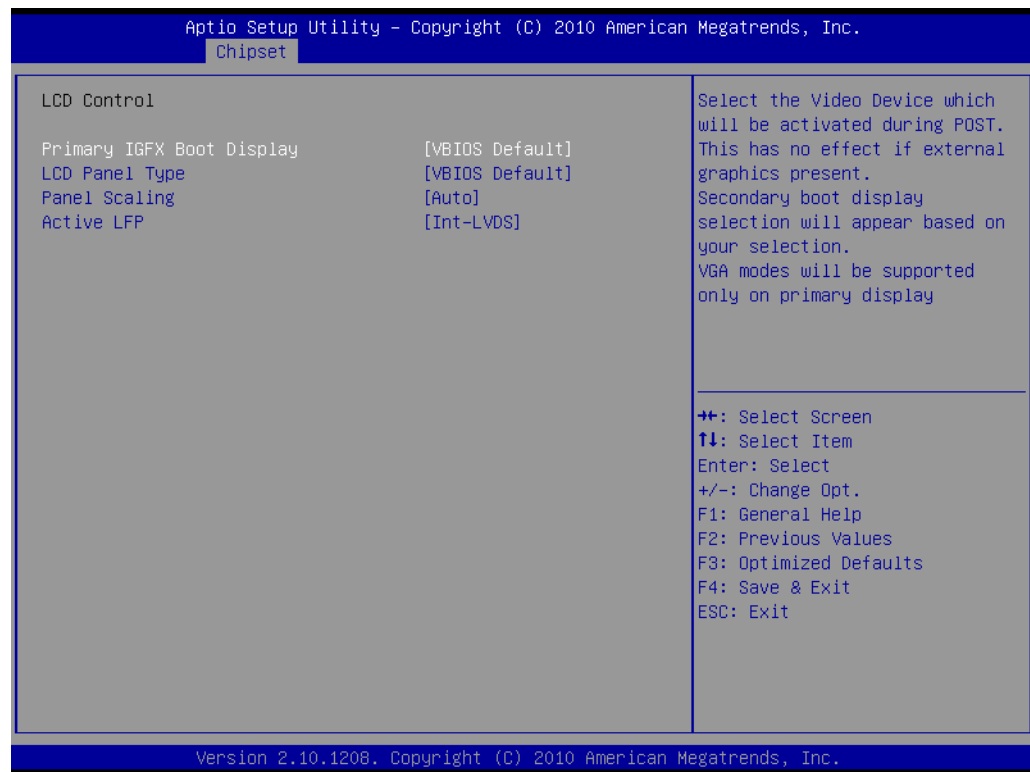 Aptio Setup Utility – Copyright (C) 2010 American Megatrends, Inc.
Chipset
LCD Control
Primary IGFX Boot Display [VBIOS Default]
LCD Panel Type [VBIOS Default]
Panel Scaling [Auto]
Active LFP [Int-LVDS]
Select the Video Device which
will be activated during POST.
This has no effect if external
graphics present.
Secondary boot display
selection will appear based on
your selection.
VGA modes will be supported
only on primary display
→←: Select Screen
↑↓: Select Item
Enter: Select
+/-: Change Opt.
F1: General Help
F2: Previous Values
F3: Optimized Defaults
F4: Save & Exit
ESC: Exit
Version 2.10.1208. Copyright (C) 2010 American Megatrends, Inc.